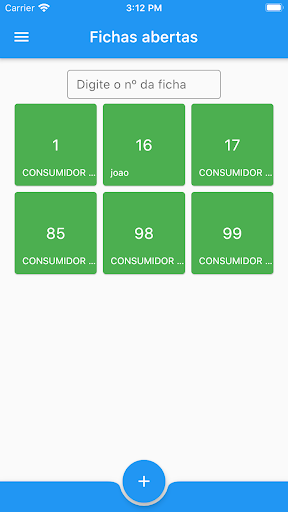 Carrier
3:12 PM
Fichas abertas
Digite o nº da ficha
1
16
17
CONSUMIDOR ...
joao
CONSUMIDOR ...
85
98
99
CONSUMIDOR ...
CONSUMIDOR ...
CONSUMIDOR ...
+